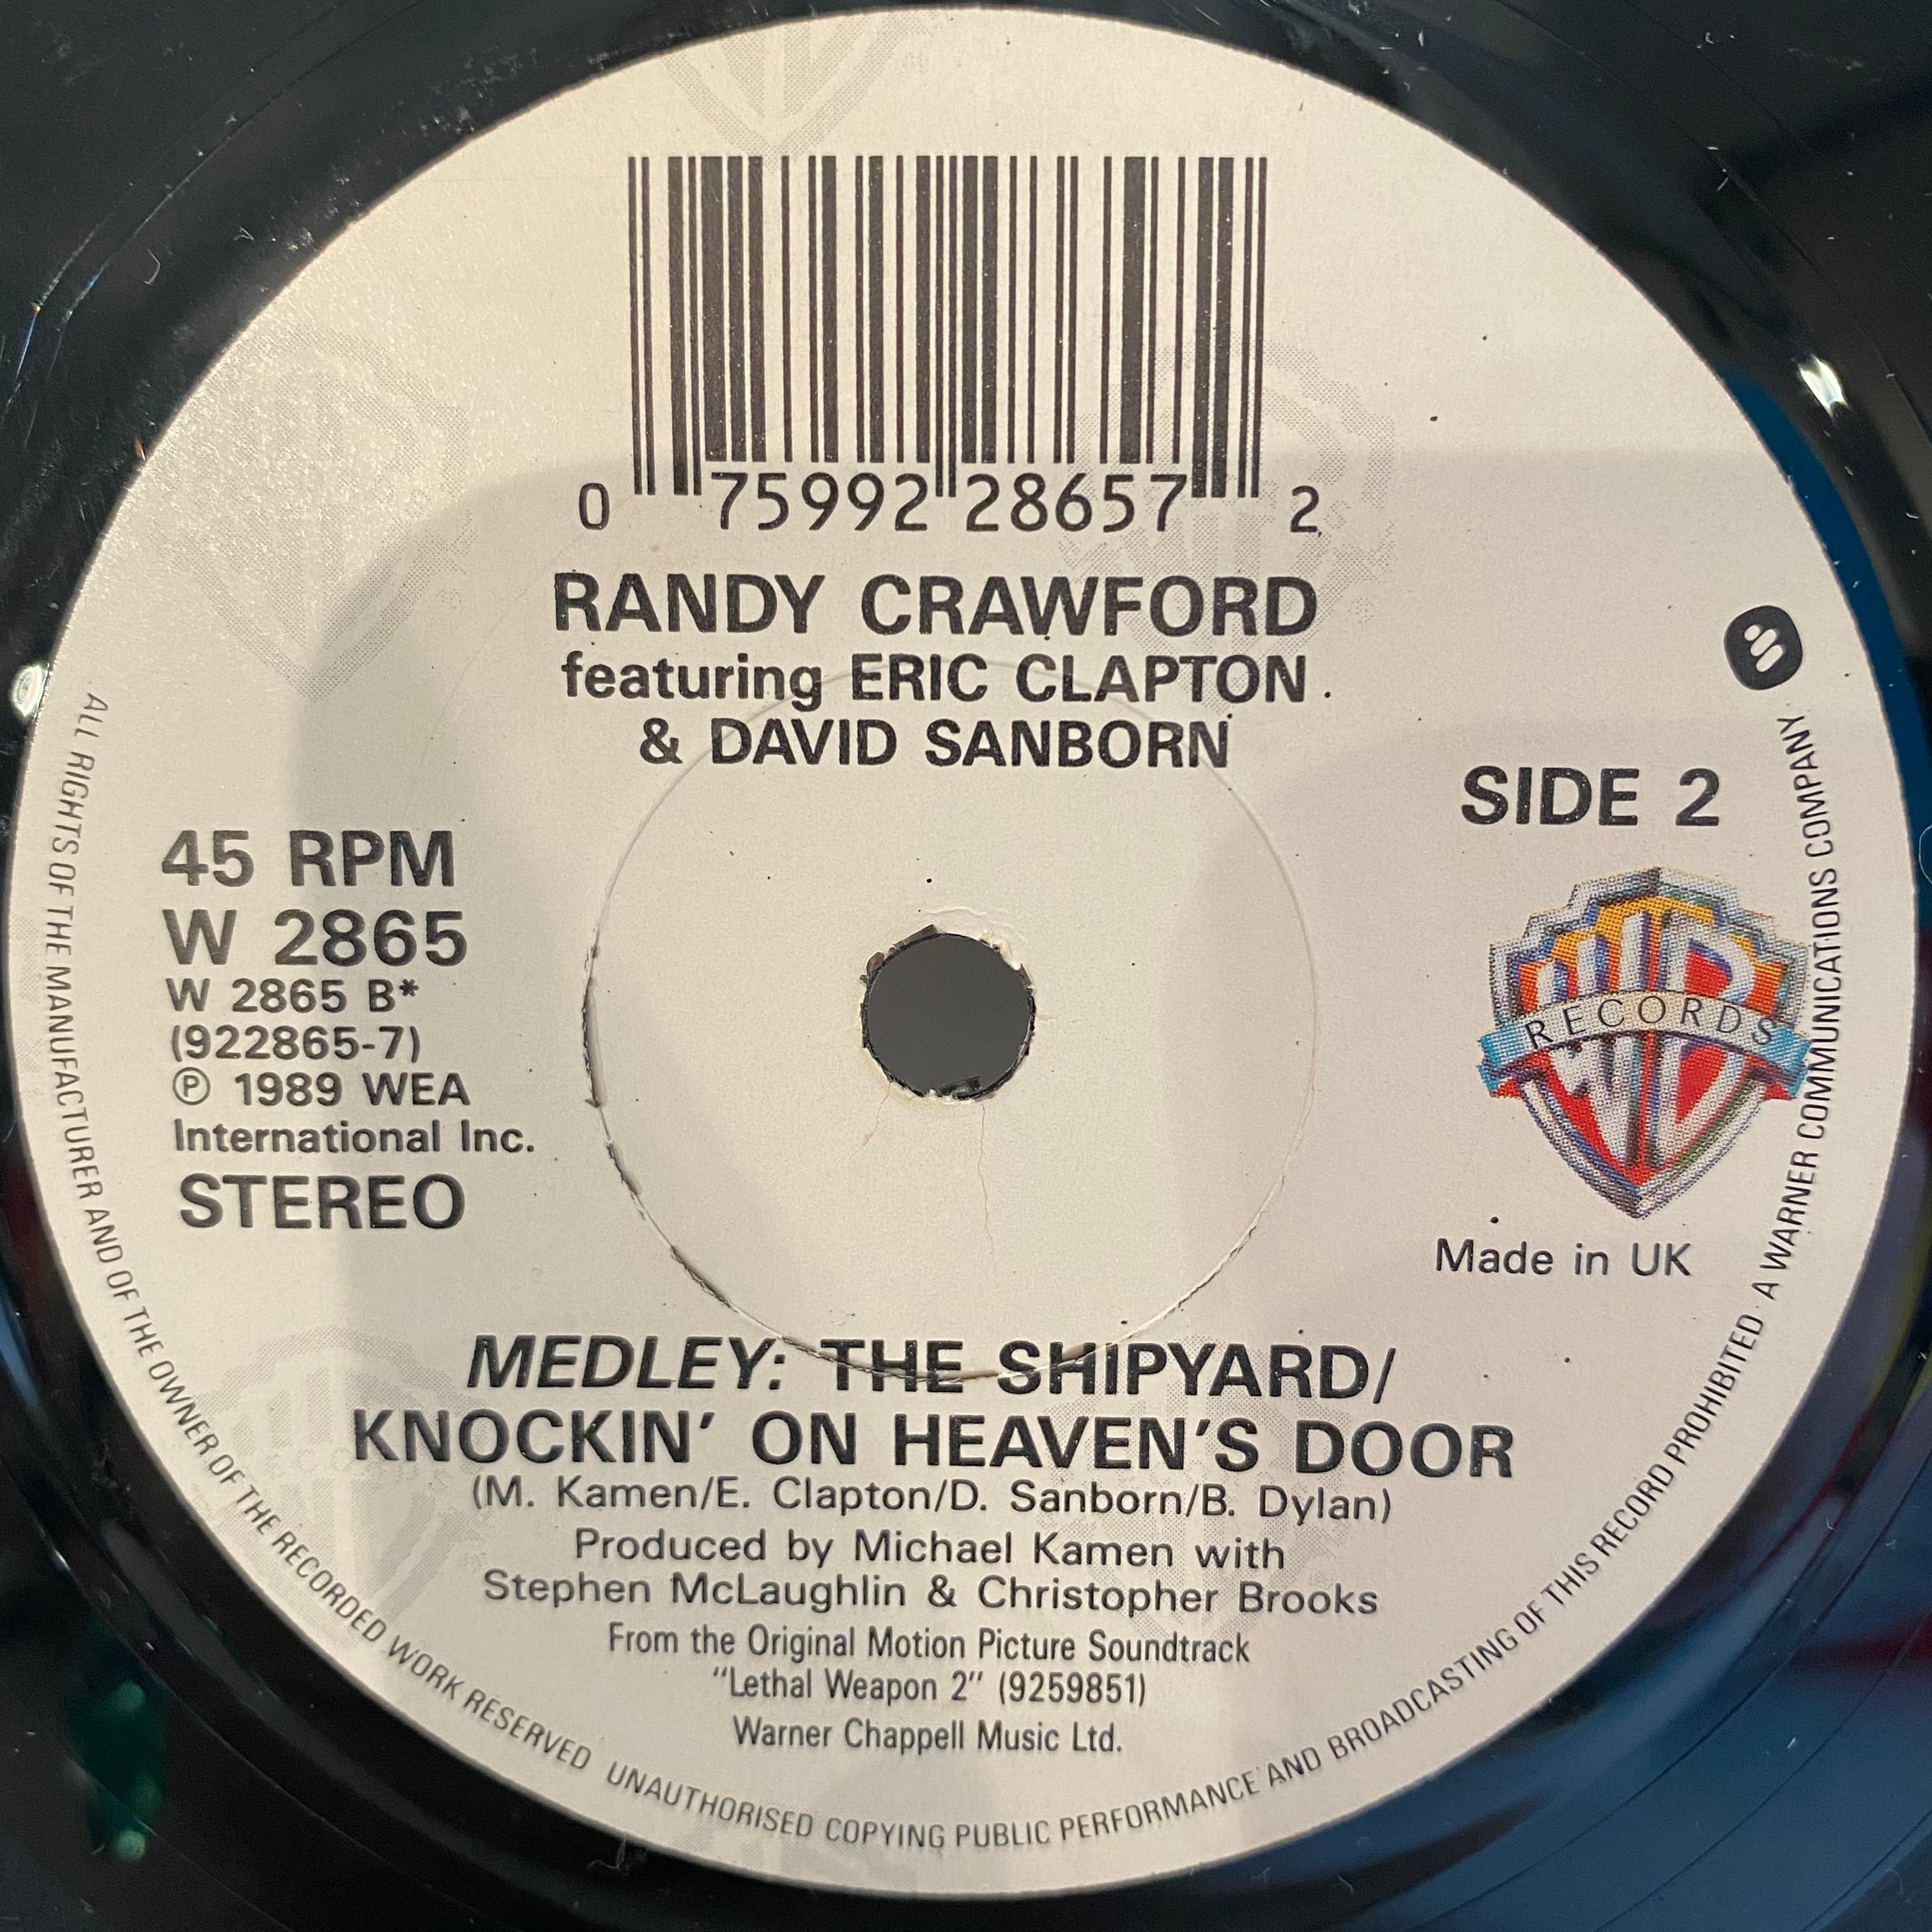 0 75992 28657 2
RANDY CRAWFORD
featuring ERIC CLAPTON
& DAVID SANBORN
SIDE 2
45 RPM
W 2865
W 2865 B*
(922865-7)
Ⓟ 1989 WEA
International Inc.
STEREO
WB
RECORDS
Made in UK
MEDLEY: THE SHIPYARD/
KNOCKIN' ON HEAVEN'S DOOR
(M. Kamen/E. Clapton/D. Sanborn/B. Dylan)
Produced by Michael Kamen with
Stephen McLaughlin & Christopher Brooks
From the Original Motion Picture Soundtrack
"Lethal Weapon 2" (9259851)
Warner Chappell Music Ltd.
ALL RIGHTS OF THE MANUFACTURER AND OF THE OWNER OF THE RECORDED WORK RESERVED UNAUTHORISED COPYING PUBLIC PERFORMANCE AND BROADCASTING OF THIS RECORD PROHIBITED · A WARNER COMMUNICATIONS COMPANY ·